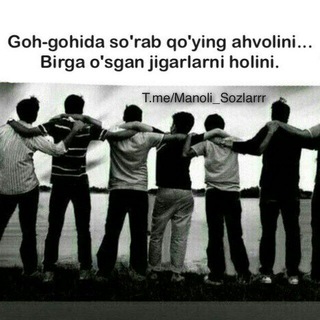 Goh-gohida so'rab qo'ying ahvolini...
Birga o'sgan jigarlarni holini.
T.me/Manoli_Sozlarrr